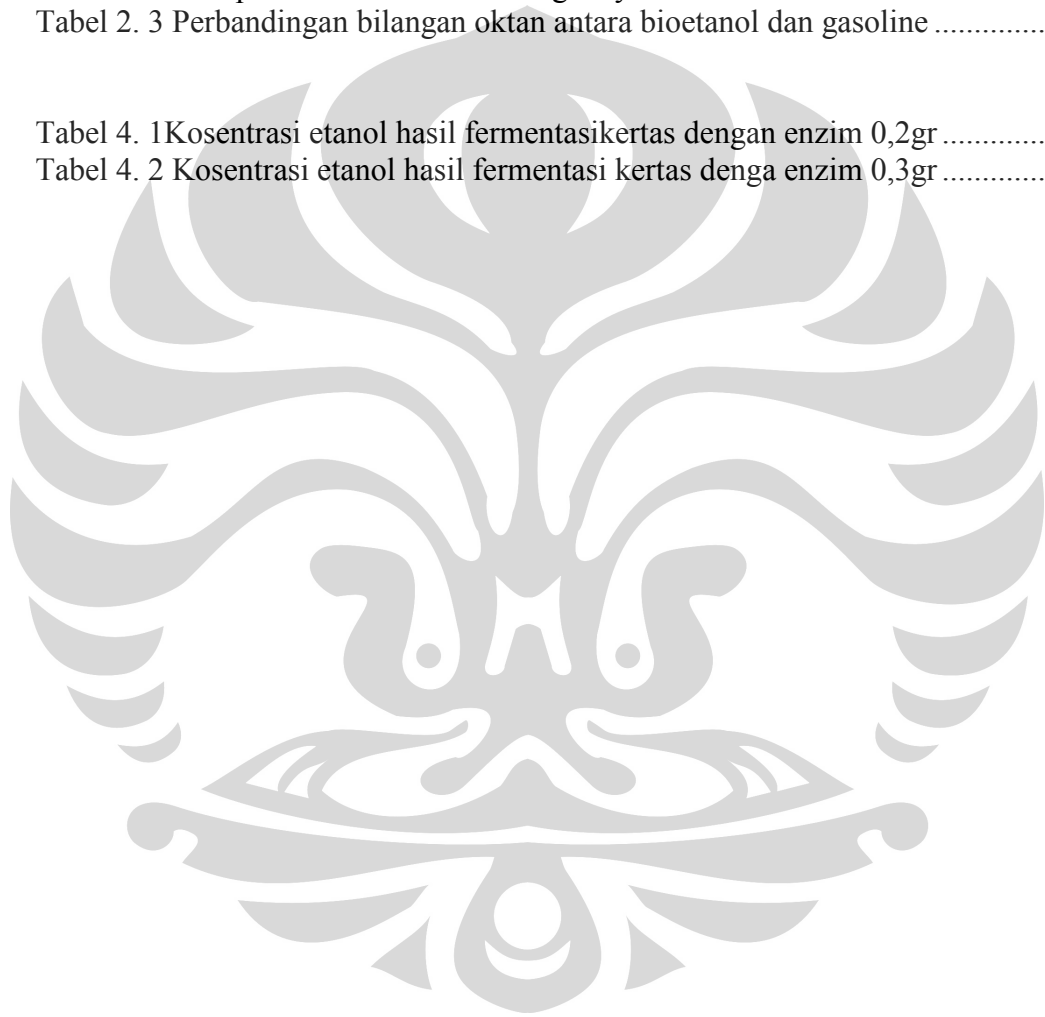 Tabel 2. 3 Perbandingan bilangan oktan antara bioetanol dan gasoline ..............
Tabel 4. 1Kosentrasi etanol hasil fermentasikertas dengan enzim 0,2gr ..............
Tabel 4. 2 Kosentrasi etanol hasil fermentasi kertas denga enzim 0,3gr ..............